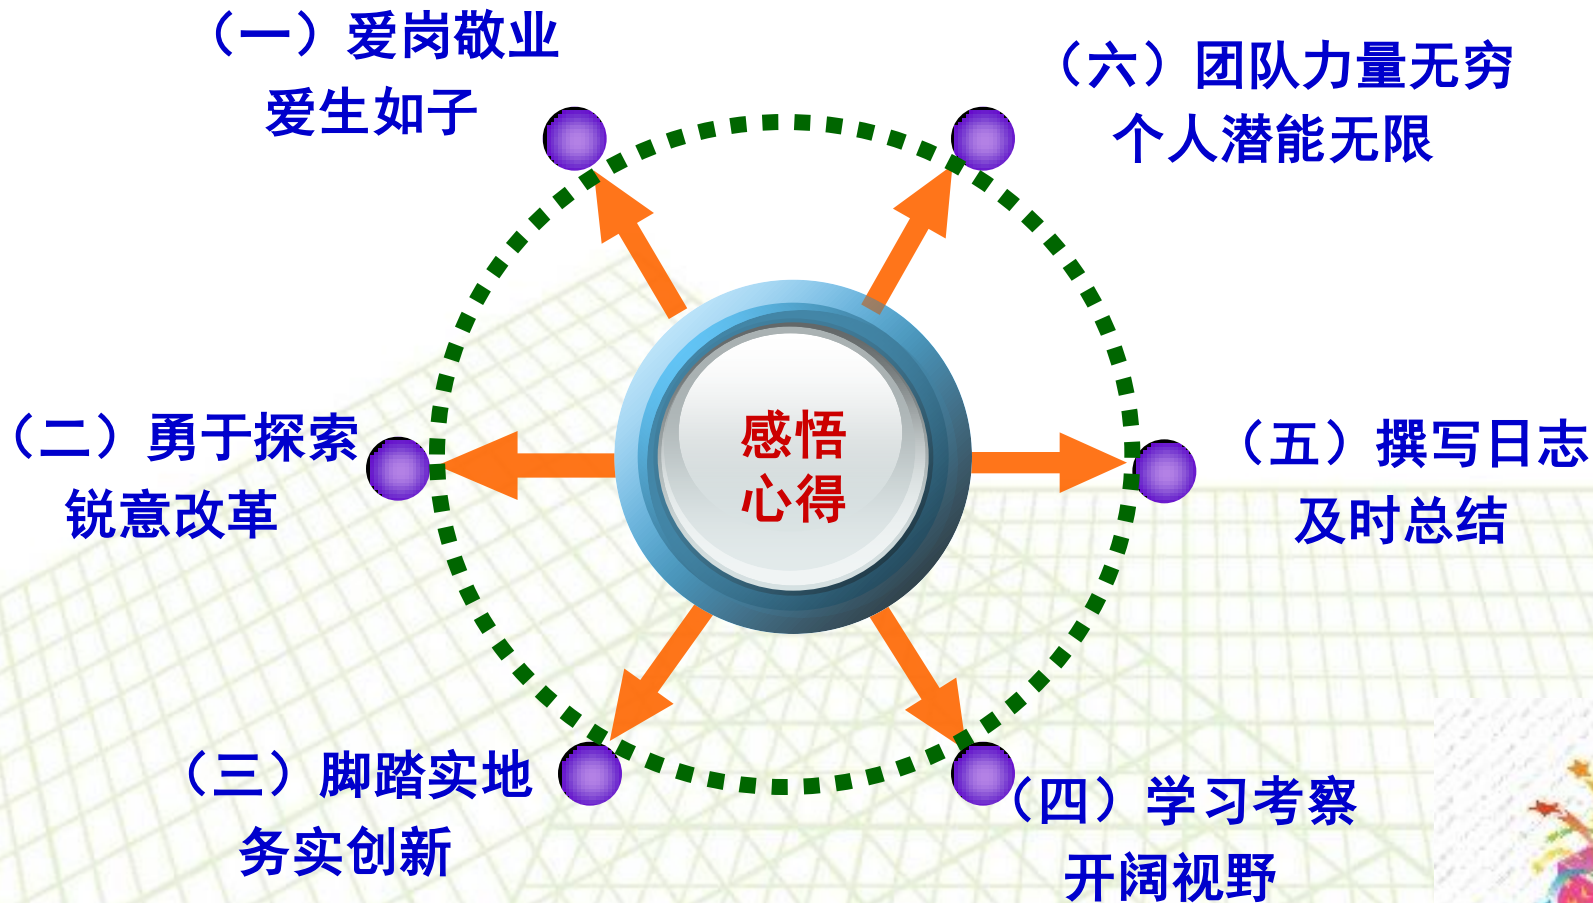 （一）爱岗敬业
爱生如子
（二）勇于探索
锐意改革
（三）脚踏实地
务实创新
（四）学习考察
开阔视野
（五）撰写日志
及时总结
（六）团队力量无穷
个人潜能无限
感悟
心得